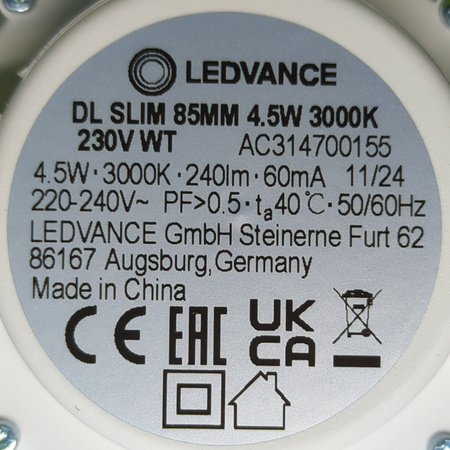 LEDVANCE
DL SLIM 85MM 4.5W 3000K
230V WT AC314700155
4.5W·3000K·240lm·60mA 11/24
220-240V~ PF>0.5·ta40℃·50/60Hz
LEDVANCE GmbH Steinerne Furt 62
86167 Augsburg,Germany
Made in China
CE EAC UK
CA